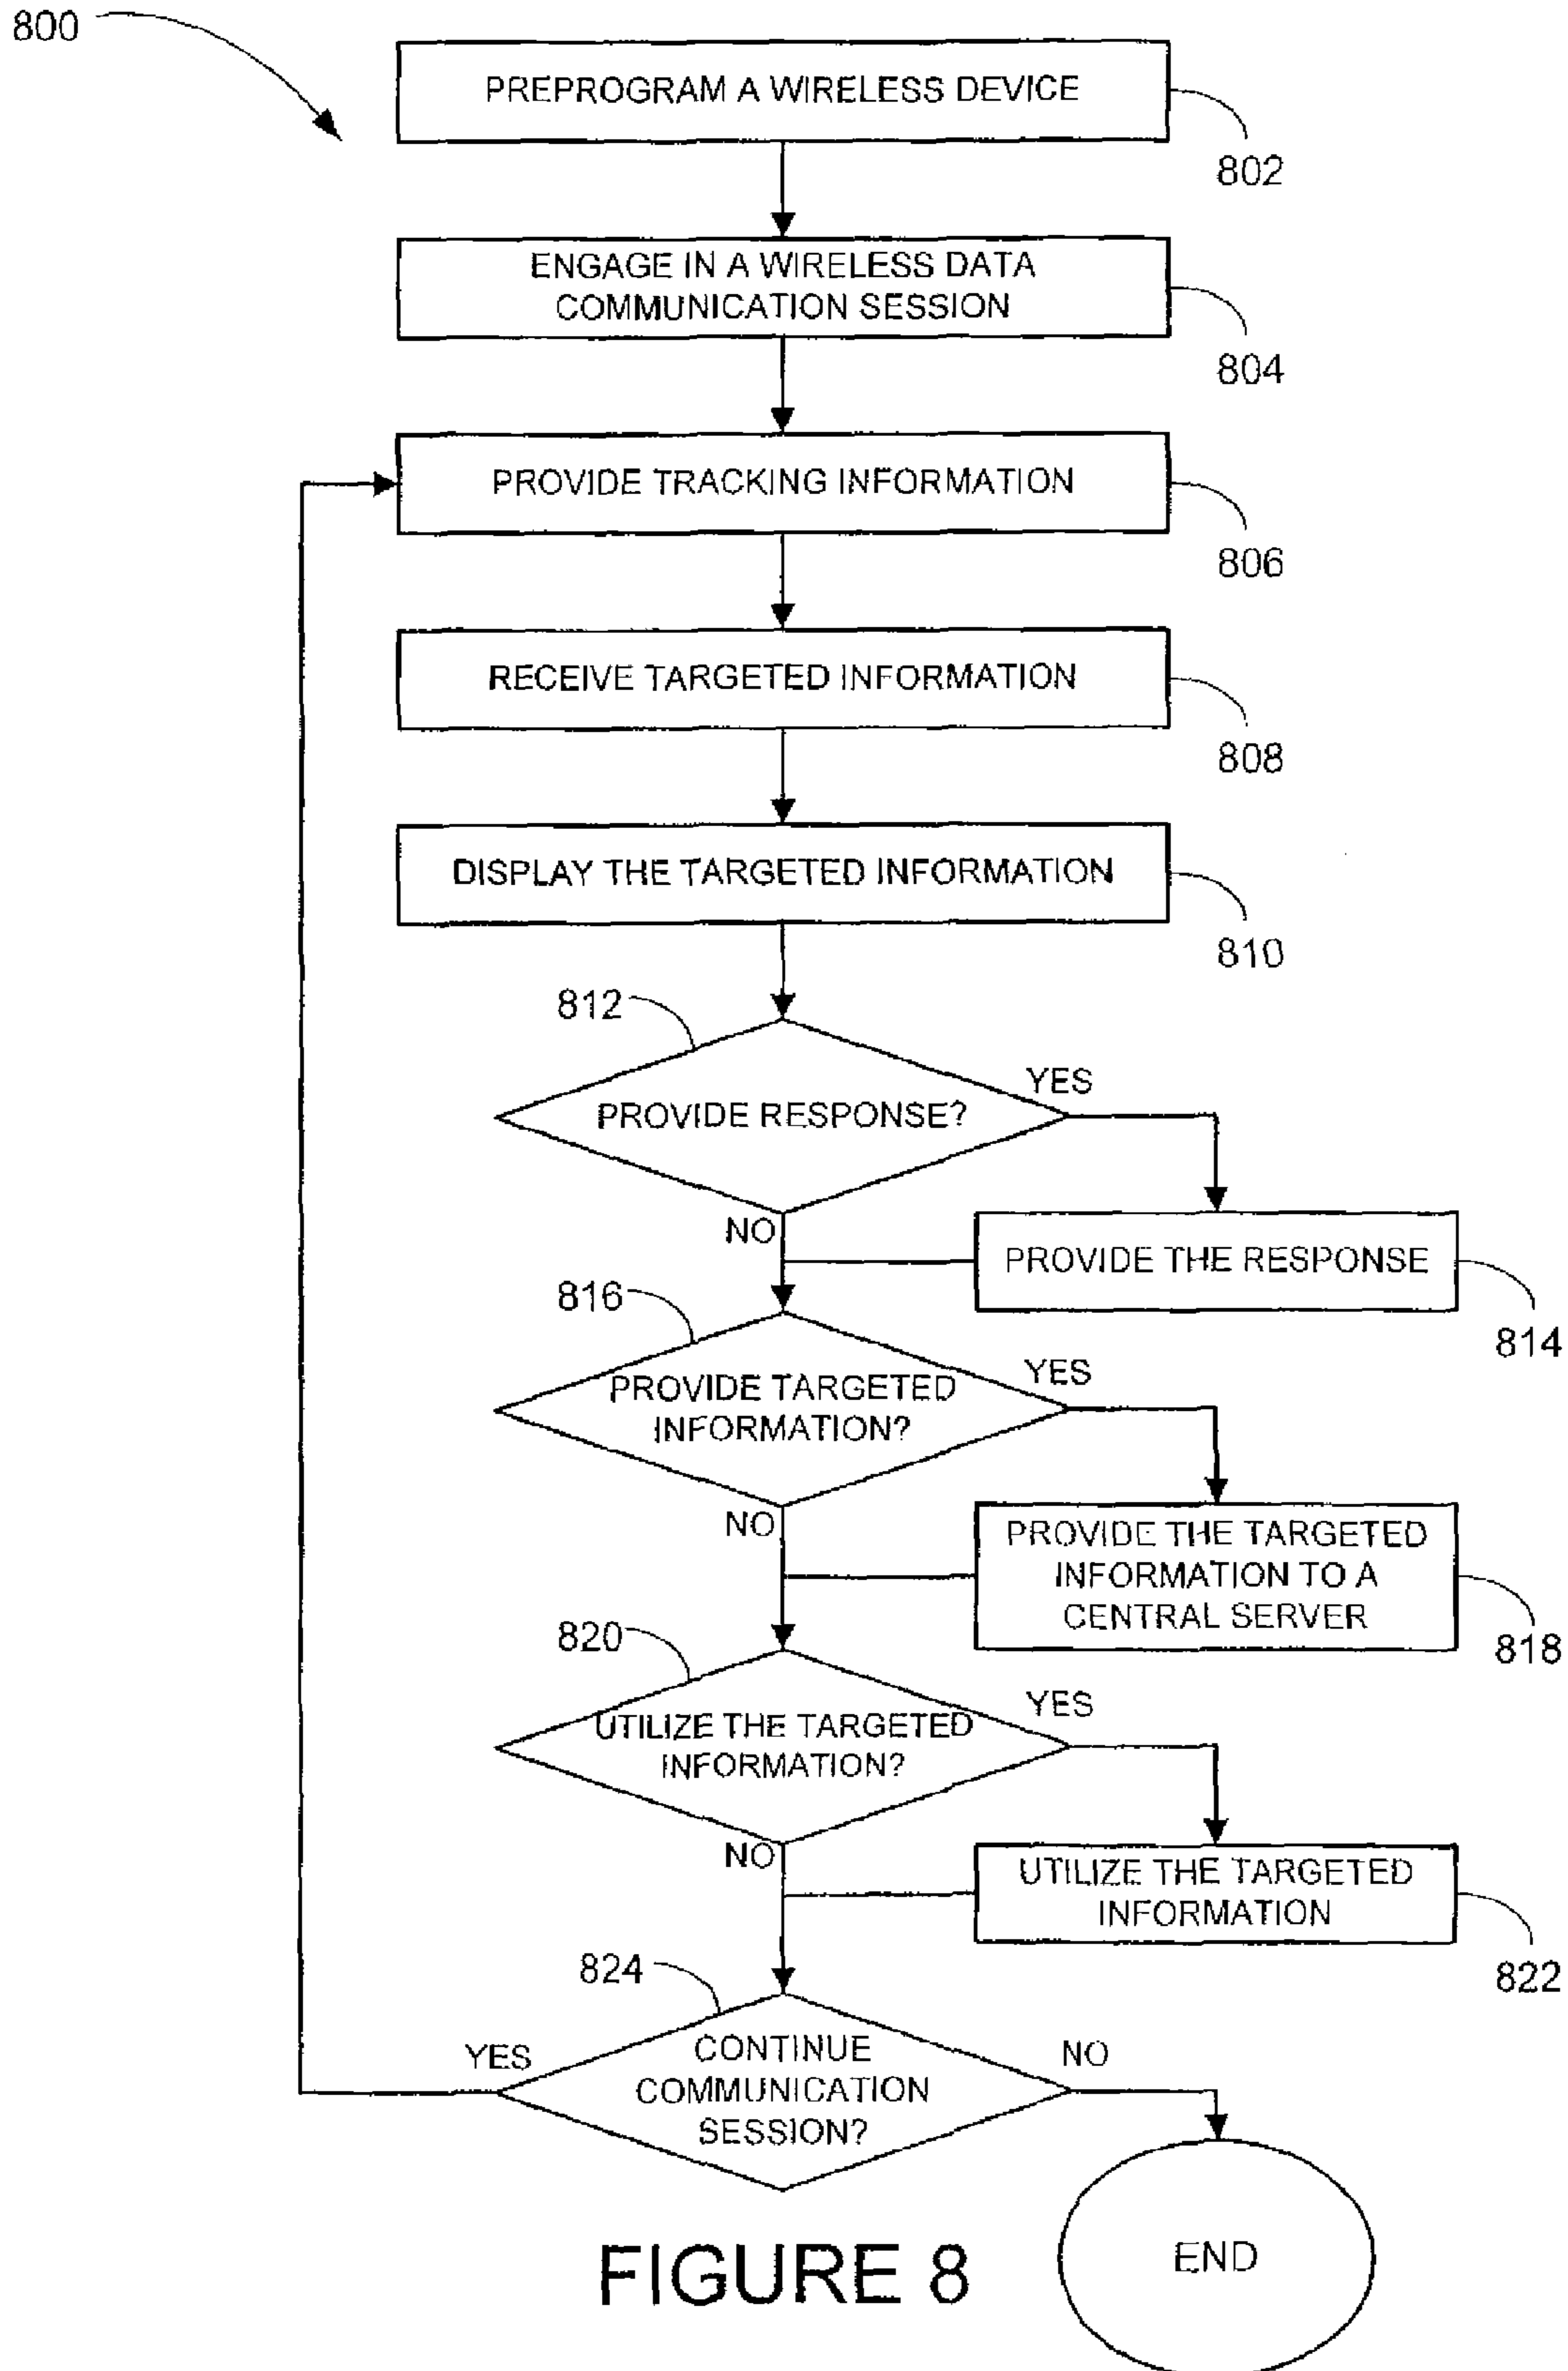 800
PREPROGRAM A WIRELESS DEVICE
802
ENGAGE IN A WIRELESS DATA
COMMUNICATION SESSION
804
PROVIDE TRACKING INFORMATION
806
RECEIVE TARGETED INFORMATION
808
DISPLAY THE TARGETED INFORMATION
810
812
PROVIDE RESPONSE?
YES
NO
PROVIDE THE RESPONSE
814
816
PROVIDE TARGETED
INFORMATION?
YES
NO
PROVIDE THE TARGETED
INFORMATION TO A
CENTRAL SERVER
818
820
UTILIZE THE TARGETED
INFORMATION?
YES
NO
UTILIZE THE TARGETED
INFORMATION
822
824
YES
CONTINUE
COMMUNICATION
SESSION?
NO
END
FIGURE 8